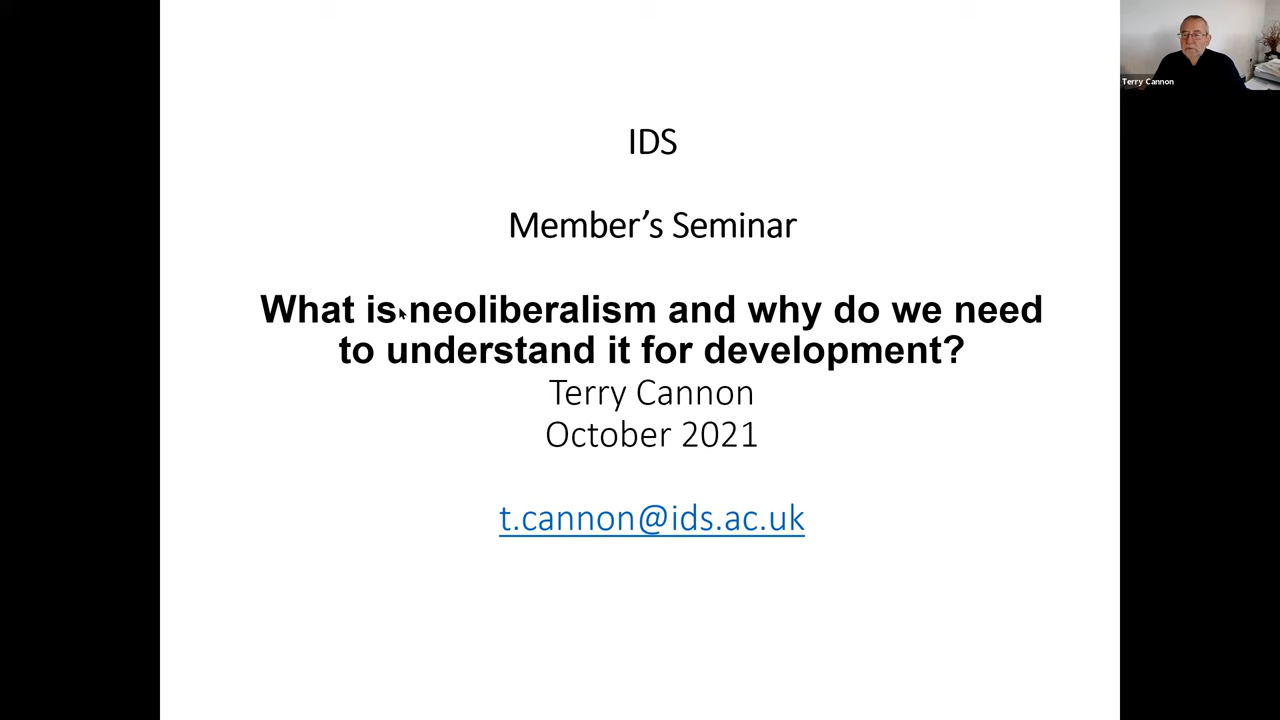 IDS
Member’s Seminar
What is neoliberalism and why do we need
to understand it for development?
Terry Cannon
October 2021
t.cannon@ids.ac.uk
Terry Cannon